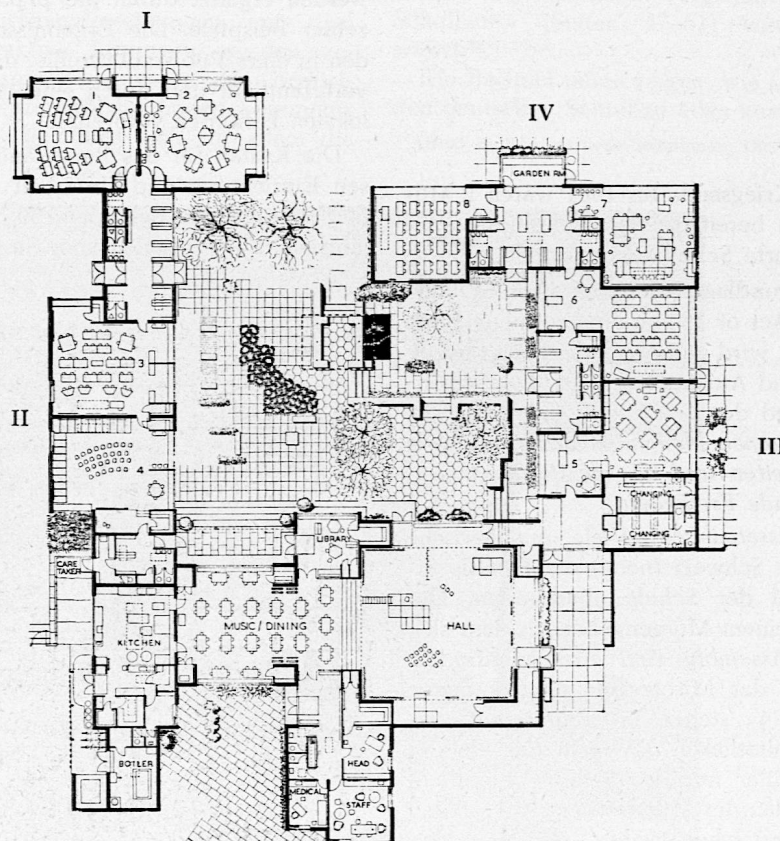 I
IV
1
2
GARDEN RM
8
7
6
3
II
4
5
III
CHANGING
CHANGING
LIBRARY
CARE
TAKER
MUSIC / DINING
HALL
KITCHEN
BOILER
HEAD
MEDICAL
STAFF